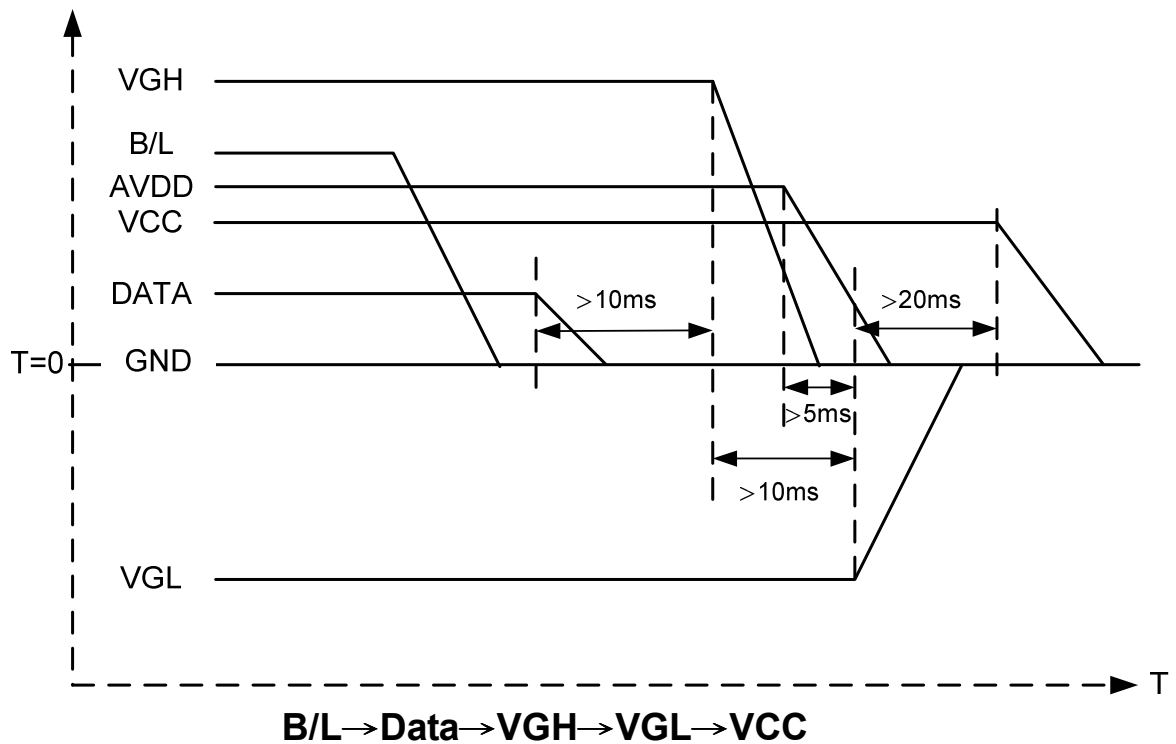 VGH
B/L
AVDD
VCC
DATA
>10ms
>20ms
T=0
GND
>5ms
>10ms
VGL
T
B/L→Data→VGH→VGL→VCC